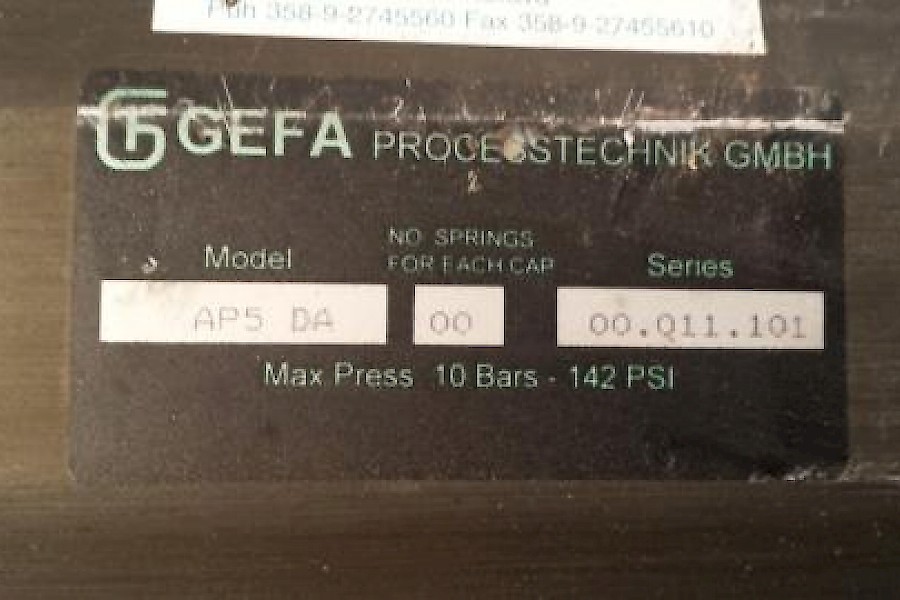 Puh 358-9-2745560 Fax 358-9-27455610
GEFA PROCESSTECHNIK GMBH
NO SPRINGS
FOR EACH CAP
Model
Series
AP5 DA
00
00.Q11.101
Max Press 10 Bars - 142 PSI